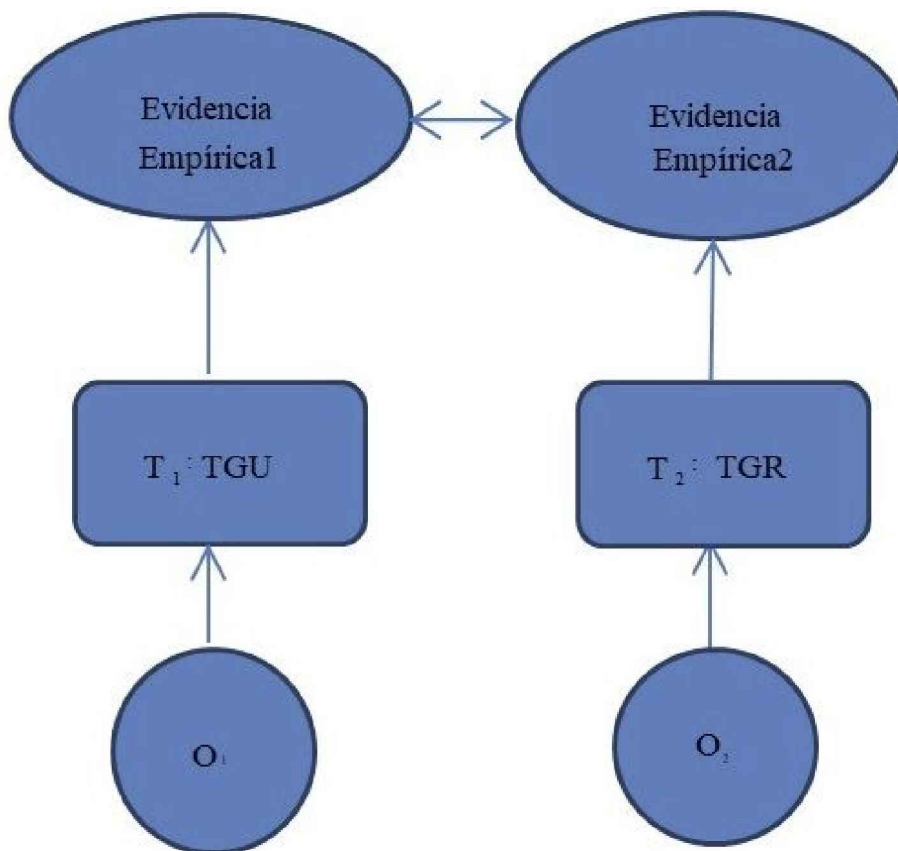 Evidencia
Empírica1
Evidencia
Empírica2
T₁: TGU
T₂: TGR
O₁
O₂